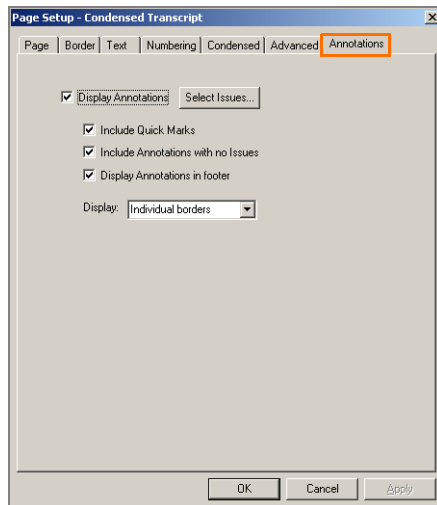 Page Setup - Condensed Transcript
Page Border Text Numbering Condensed Advanced Annotations
Display Annotations Select Issues...
Include Quick Marks
Include Annotations with no Issues
Display Annotations in footer
Display: Individual borders
OK Cancel Apply